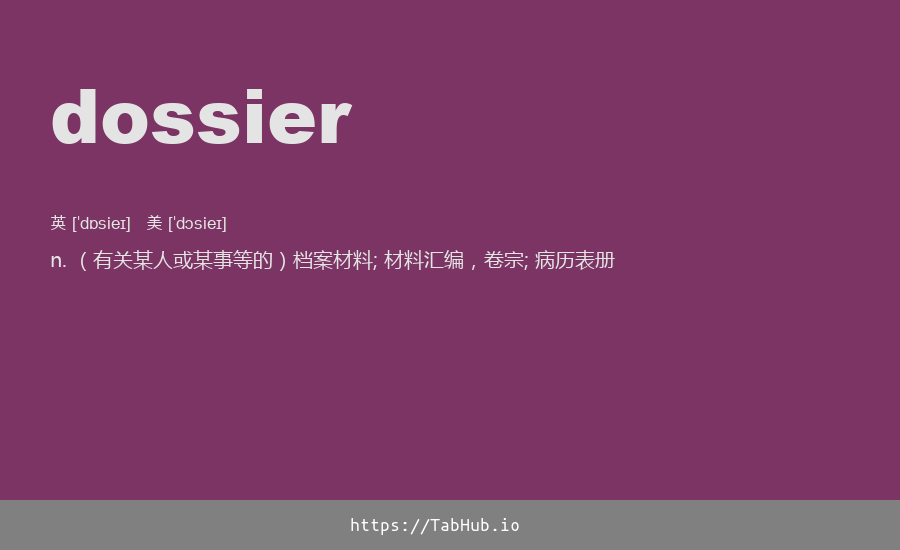 dossier
英 [ˈdɒsieɪ] 美 [ˈdɔsieɪ]
n. （有关某人或某事等的）档案材料; 材料汇编，卷宗; 病历表册
https://TabHub.io